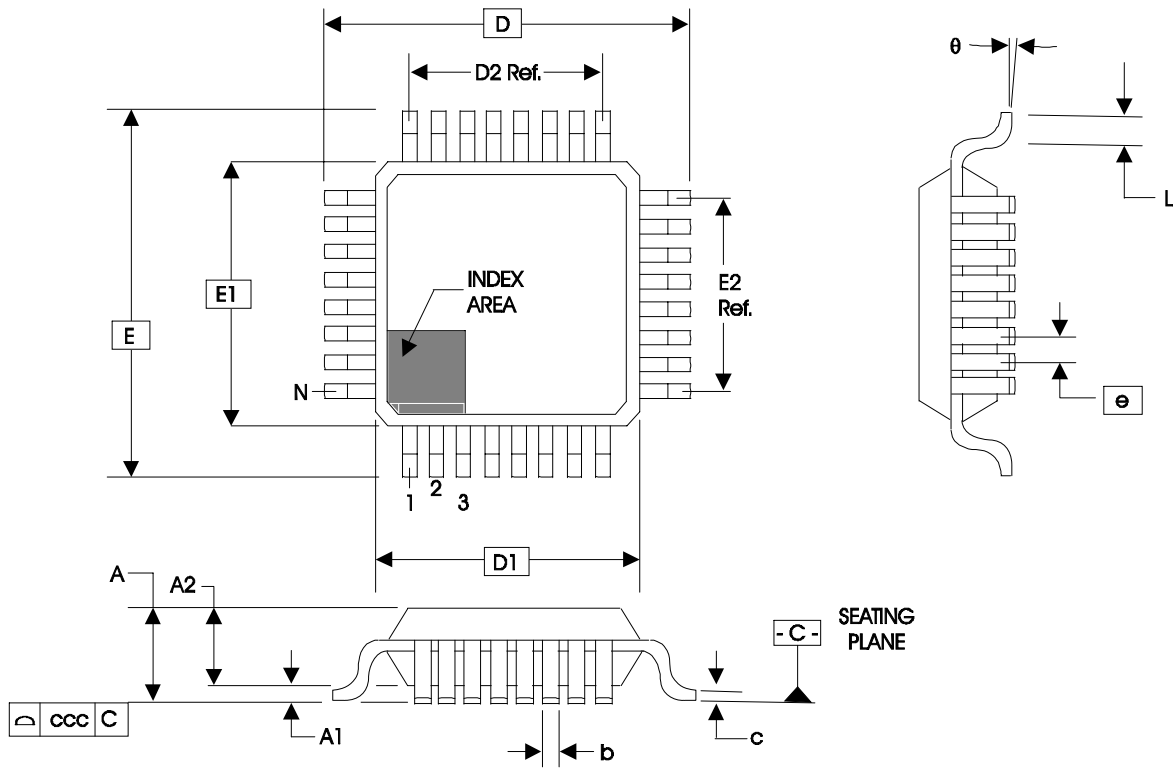 D
D2 Ref.
θ
L
E1
E
INDEX
AREA
E2
Ref.
N
e
1
2
3
D1
A
A2
- C -
SEATING
PLANE
ccc C
A1
b
c